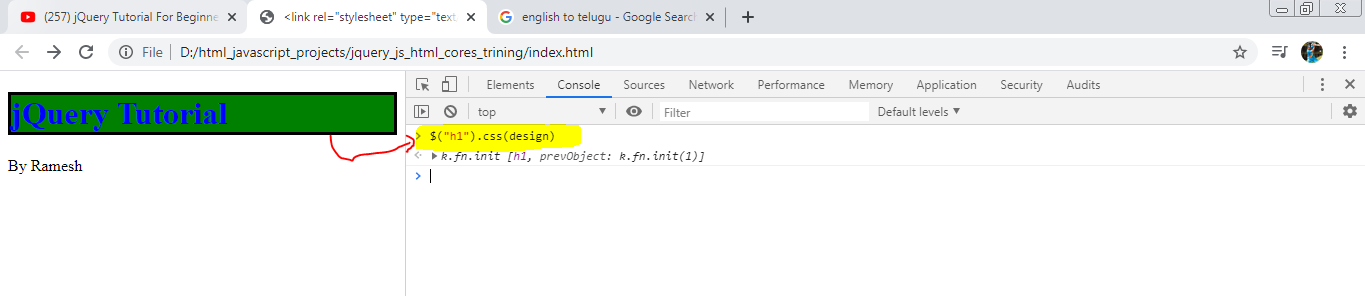 (257) jQuery Tutorial For Beginne
<link rel="stylesheet" type="text
english to telugu - Google Search
File D:/html_javascript_projects/jquery_js_html_cores_trining/index.html
Elements Console Sources Network Performance Memory Application Security Audits
top Filter Default levels
jQuery Tutorial
By Ramesh
> $("h1").css(design)
k.fn.init [h1, prevObject: k.fn.init(1)]
>